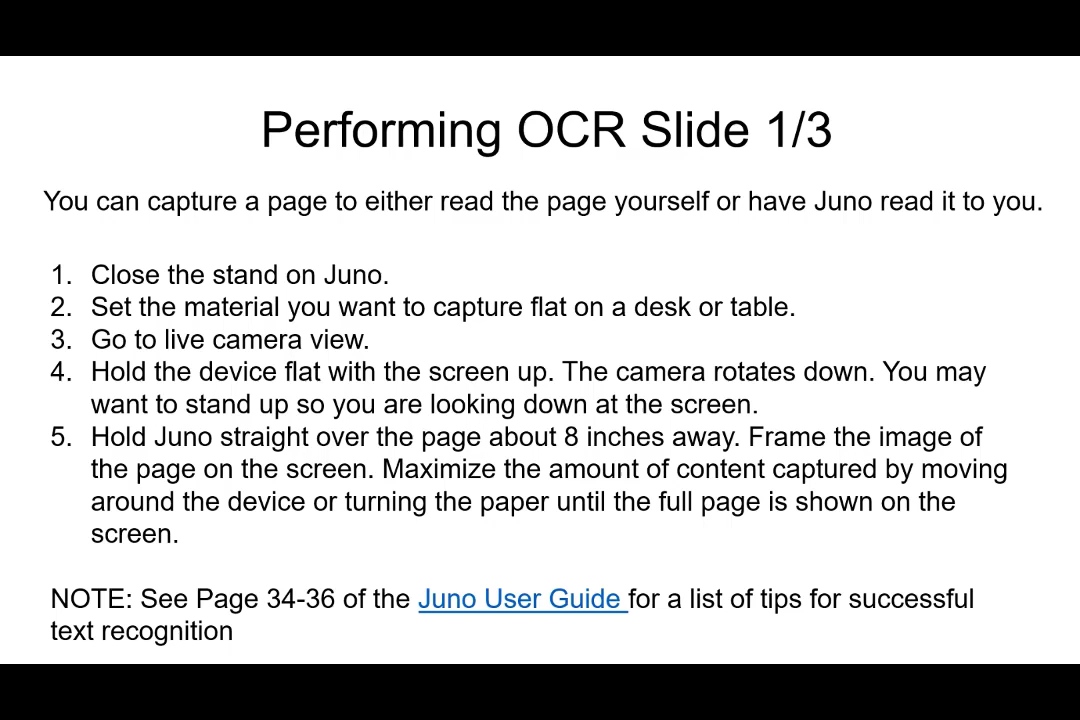 Performing OCR Slide 1/3
You can capture a page to either read the page yourself or have Juno read it to you.
1. Close the stand on Juno.
2. Set the material you want to capture flat on a desk or table.
3. Go to live camera view.
4. Hold the device flat with the screen up. The camera rotates down. You may
want to stand up so you are looking down at the screen.
5. Hold Juno straight over the page about 8 inches away. Frame the image of
the page on the screen. Maximize the amount of content captured by moving
around the device or turning the paper until the full page is shown on the
screen.
NOTE: See Page 34-36 of the Juno User Guide for a list of tips for successful
text recognition